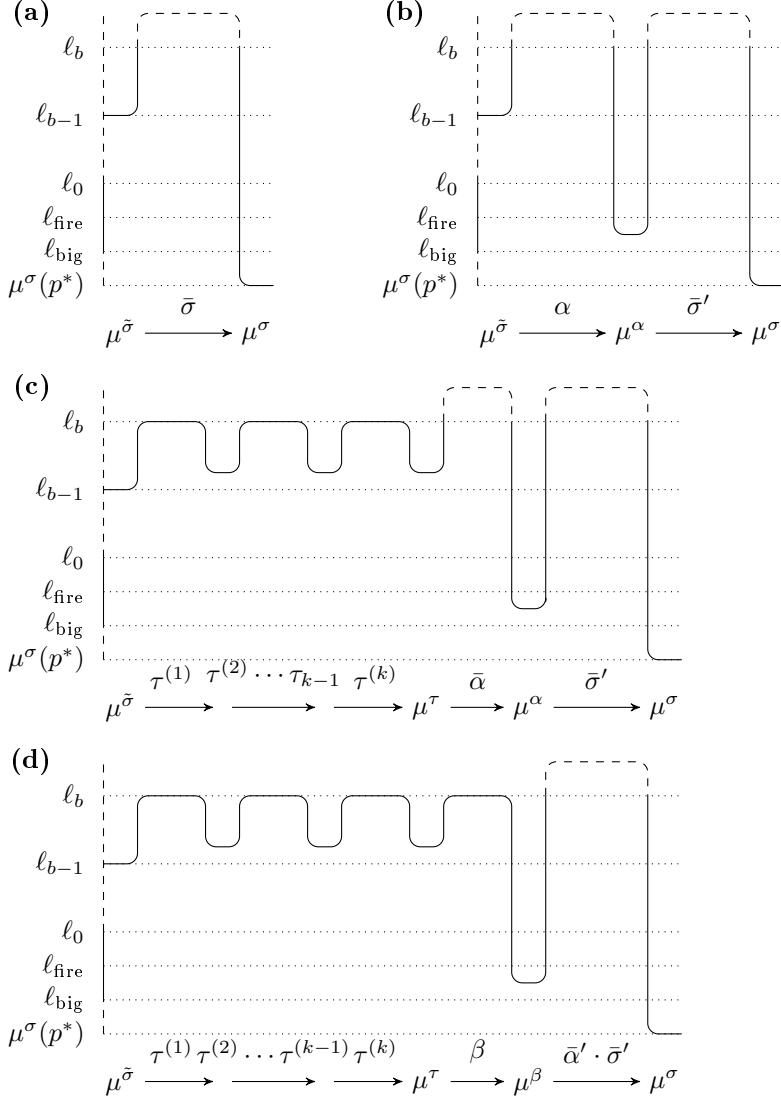 (a)
ℓ_b
ℓ_{b−1}
ℓ_0
ℓ_fire
ℓ_big
μ^σ(p*)
σ̄
μ^σ̃ μ^σ
(b)
ℓ_b
ℓ_{b−1}
ℓ_0
ℓ_fire
ℓ_big
μ^σ(p*)
α σ̄′
μ^σ̃ μ^α μ^σ
(c)
ℓ_b
ℓ_{b−1}
ℓ_0
ℓ_fire
ℓ_big
μ^σ(p*)
τ^(1) τ^(2) ⋯ τ_{k−1} τ^(k) ᾱ σ̄′
μ^σ̃ μ^τ μ^α μ^σ
(d)
ℓ_b
ℓ_{b−1}
ℓ_0
ℓ_fire
ℓ_big
μ^σ(p*)
τ^(1) τ^(2) ⋯ τ^(k−1) τ^(k) β ᾱ′ · σ̄′
μ^σ̃ μ^τ μ^β μ^σ